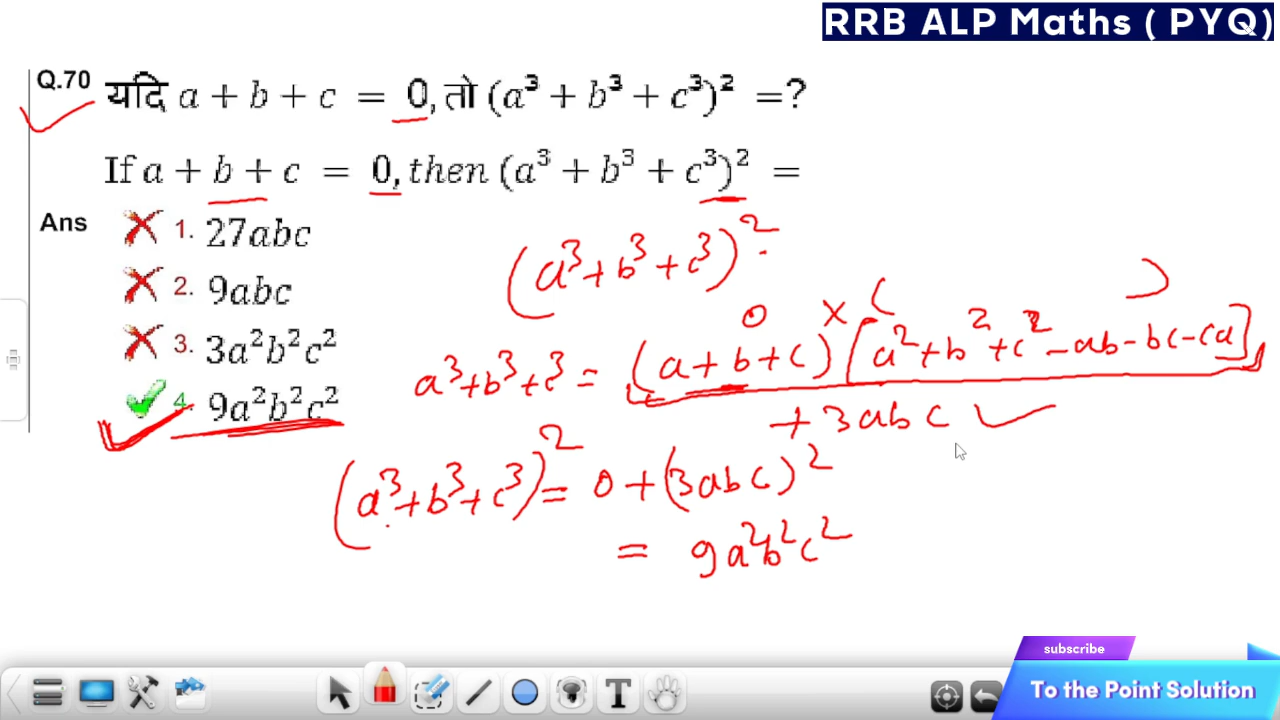 RRB ALP Maths ( PYQ)
Q.70 यदि a + b + c = 0, तो (a³ + b³ + c³)² =?
If a + b + c = 0, then (a³ + b³ + c³)² =
Ans 1. 27abc
2. 9abc
3. 3a²b²c²
4. 9a²b²c²
(a³+b³+c³)²
0 × ( )
a³+b³+c³ = (a+b+c) [a²+b²+c²-ab-bc-ca]
+ 3abc
(a³+b³+c³)² = 0 + (3abc)²
= 9a²b²c²
subscribe
To the Point Solution